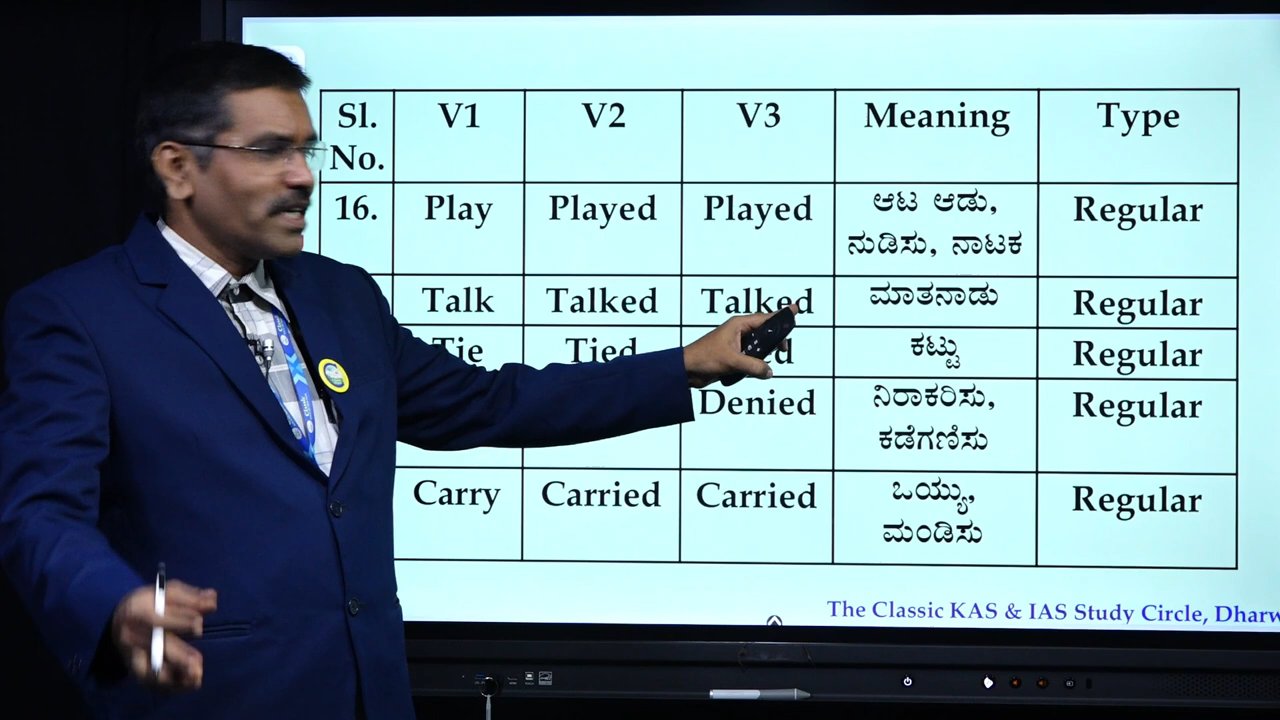 Sl. No. V1 V2 V3 Meaning Type
16. Play Played Played ಆಟ ಆಡು, ನುಡಿಸು, ನಾಟಕ Regular
Talk Talked Talked ಮಾತನಾಡು Regular
Tie Tied ಕಟ್ಟು Regular
Denied ನಿರಾಕರಿಸು, ಕಡೆಗಣಿಸು Regular
Carry Carried Carried ಒಯ್ಯು, ಮಂಡಿಸು Regular
The Classic KAS & IAS Study Circle, Dharw